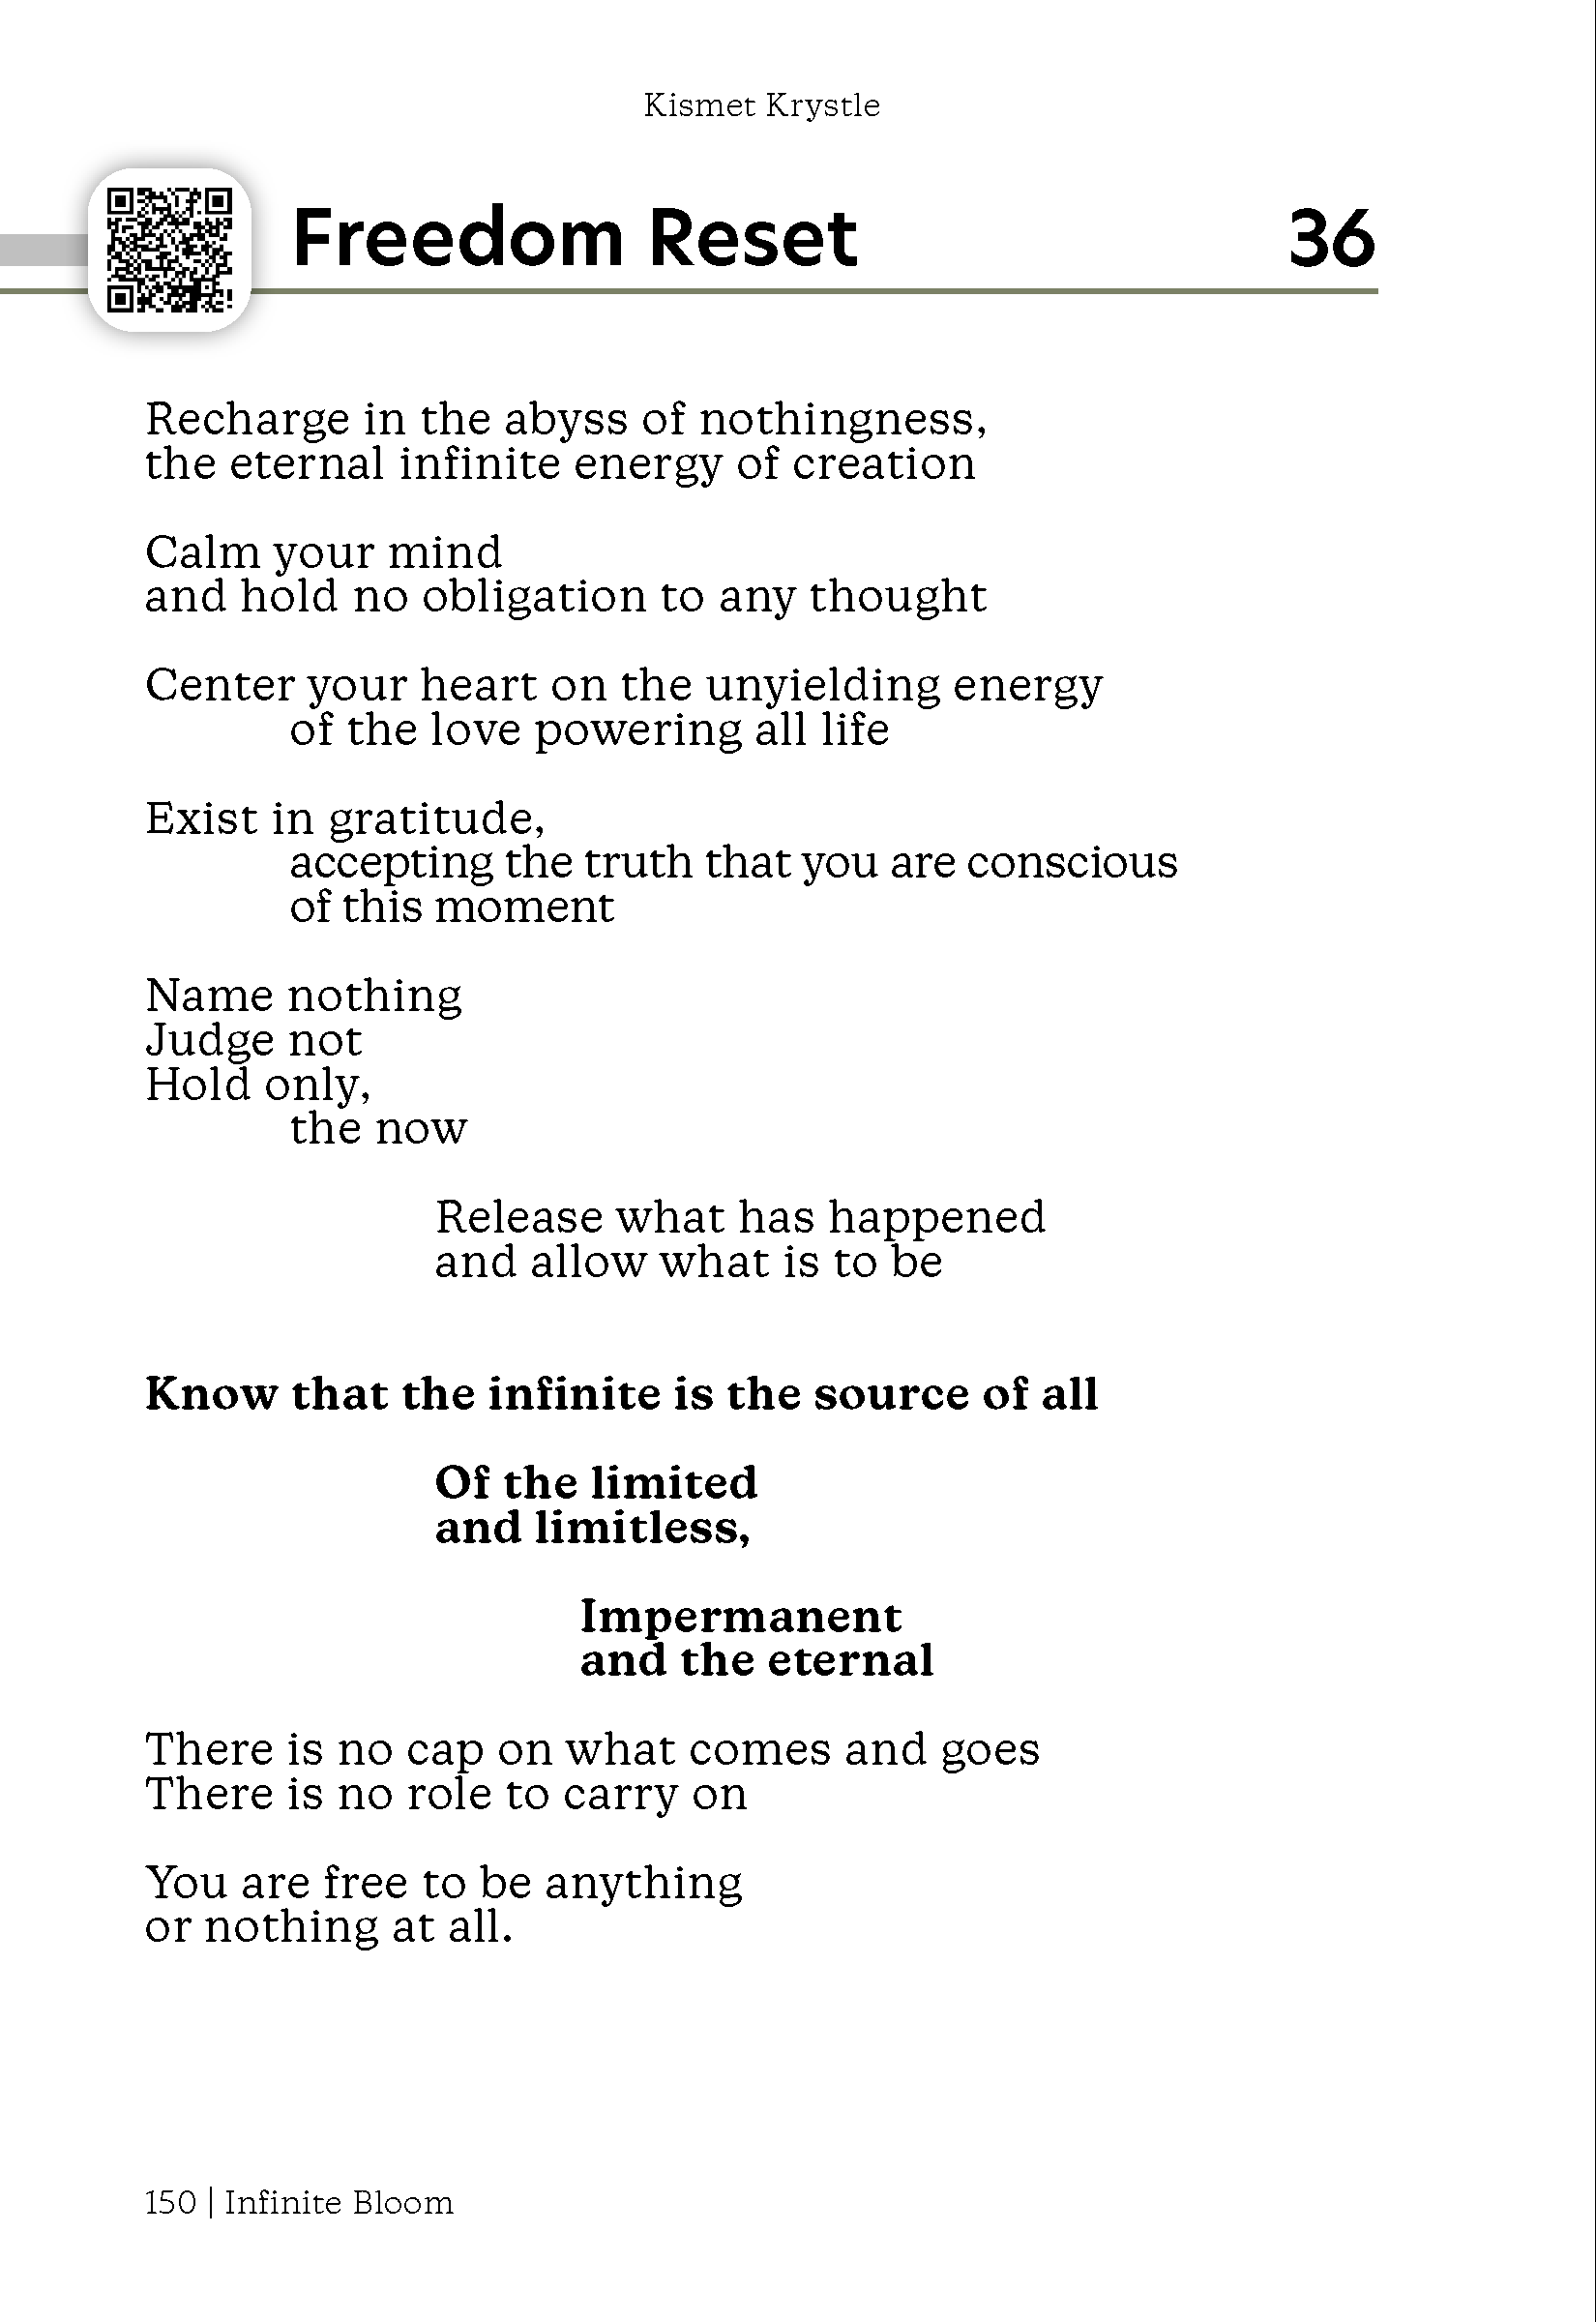 Kismet Krystle
Freedom Reset 36
Recharge in the abyss of nothingness,
the eternal infinite energy of creation
Calm your mind
and hold no obligation to any thought
Center your heart on the unyielding energy
of the love powering all life
Exist in gratitude,
accepting the truth that you are conscious
of this moment
Name nothing
Judge not
Hold only,
the now
Release what has happened
and allow what is to be
Know that the infinite is the source of all
Of the limited
and limitless,
Impermanent
and the eternal
There is no cap on what comes and goes
There is no role to carry on
You are free to be anything
or nothing at all.
150 | Infinite Bloom